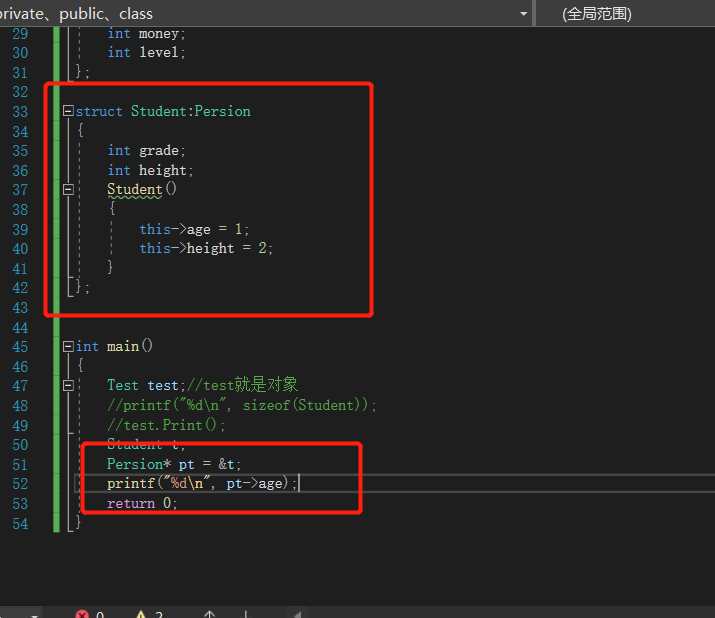 private、public、class
(全局范围)
29 int money;
30 int level;
31 };
32
33 struct Student:Persion
34 {
35 int grade;
36 int height;
37 Student()
38 {
39 this->age = 1;
40 this->height = 2;
41 }
42 };
43
44
45 int main()
46 {
47 Test test;//test就是对象
48 //printf("%d\n", sizeof(Student));
49 //test.Print();
50 Student t;
51 Persion* pt = &t;
52 printf("%d\n", pt->age);
53 return 0;
54 }
0 2